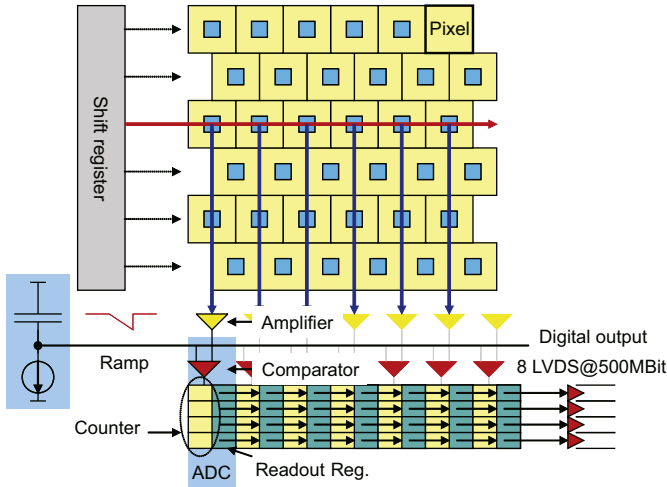 Pixel
Shift register
Amplifier
Digital output
Ramp
Comparator
8 LVDS@500MBit
Counter
ADC
Readout Reg.